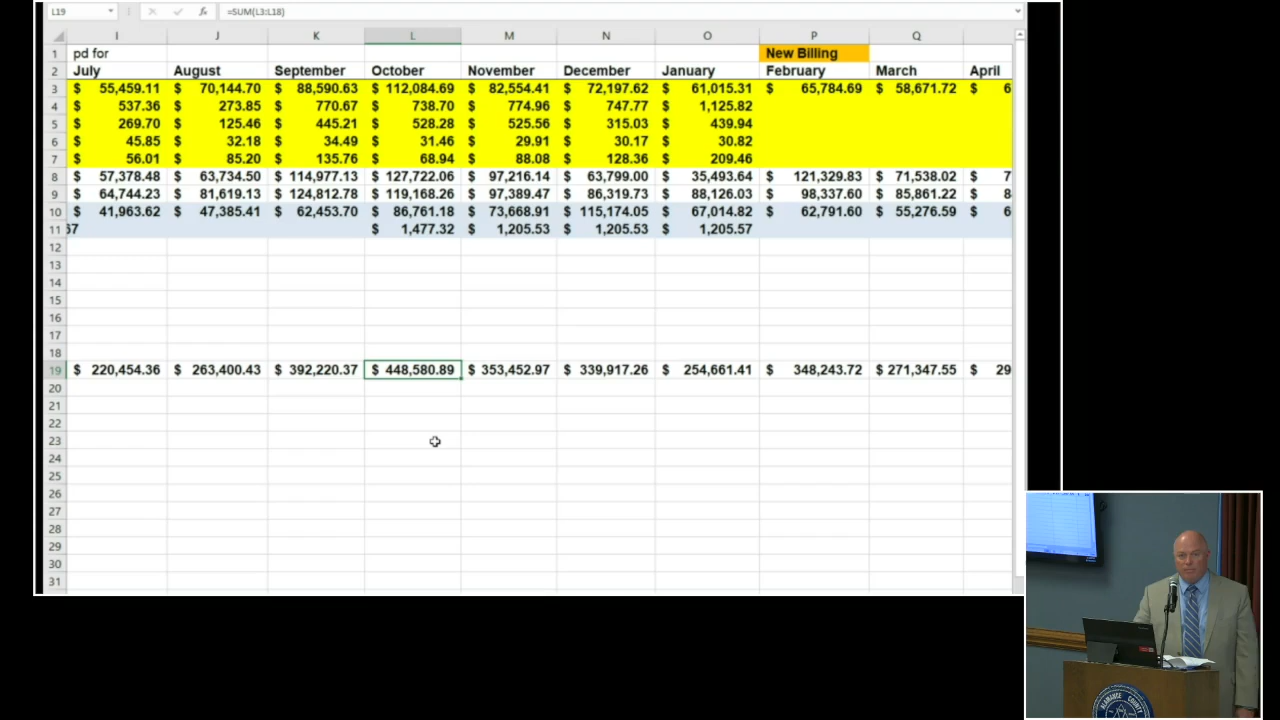 L19 fx =SUM(L3:L18)
I J K L M N O P Q
1 pd for New Billing
2 July August September October November December January February March April
3 $ 55,459.11 $ 70,144.70 $ 88,590.63 $ 112,084.69 $ 82,554.41 $ 72,197.62 $ 61,015.31 $ 65,784.69 $ 58,671.72 $ 6
4 $ 537.36 $ 273.85 $ 770.67 $ 738.70 $ 774.96 $ 747.77 $ 1,125.82
5 $ 269.70 $ 125.46 $ 445.21 $ 528.28 $ 525.56 $ 315.03 $ 439.94
6 $ 45.85 $ 32.18 $ 34.49 $ 31.46 $ 29.91 $ 30.17 $ 30.82
7 $ 56.01 $ 85.20 $ 135.76 $ 68.94 $ 88.08 $ 128.36 $ 209.46
8 $ 57,378.48 $ 63,734.50 $ 114,977.13 $ 127,722.06 $ 97,216.14 $ 63,799.00 $ 35,493.64 $ 121,329.83 $ 71,538.02 $ 7
9 $ 64,744.23 $ 81,619.13 $ 124,812.78 $ 119,168.26 $ 97,389.47 $ 86,319.73 $ 88,126.03 $ 98,337.60 $ 85,861.22 $ 8
10 $ 41,963.62 $ 47,385.41 $ 62,453.70 $ 86,761.18 $ 73,668.91 $ 115,174.05 $ 67,014.82 $ 62,791.60 $ 55,276.59 $ 6
11 67 $ 1,477.32 $ 1,205.53 $ 1,205.53 $ 1,205.57
12
13
14
15
16
17
18
19 $ 220,454.36 $ 263,400.43 $ 392,220.37 $ 448,580.89 $ 353,452.97 $ 339,917.26 $ 254,661.41 $ 348,243.72 $ 271,347.55 $ 29
20
21
22
23
24
25
26
27
28
29
30
31
ALAMANCE COUNTY